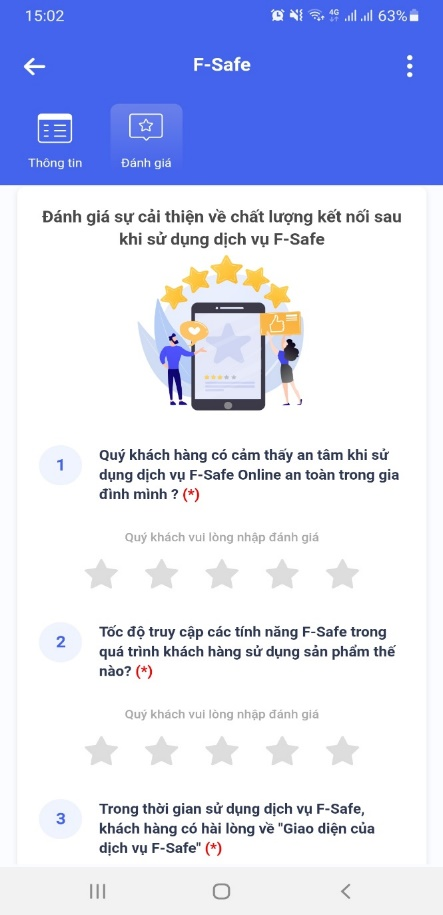 15:02
4G
63%
F-Safe
Thông tin
Đánh giá
Đánh giá sự cải thiện về chất lượng kết nối sau
khi sử dụng dịch vụ F-Safe
1
Quý khách hàng có cảm thấy an tâm khi sử
dụng dịch vụ F-Safe Online an toàn trong gia
đình mình ? (*)
Quý khách vui lòng nhập đánh giá
2
Tốc độ truy cập các tính năng F-Safe trong
quá trình khách hàng sử dụng sản phẩm thế
nào? (*)
Quý khách vui lòng nhập đánh giá
3
Trong thời gian sử dụng dịch vụ F-Safe,
khách hàng có hài lòng về "Giao diện của
dịch vụ F-Safe" (*)